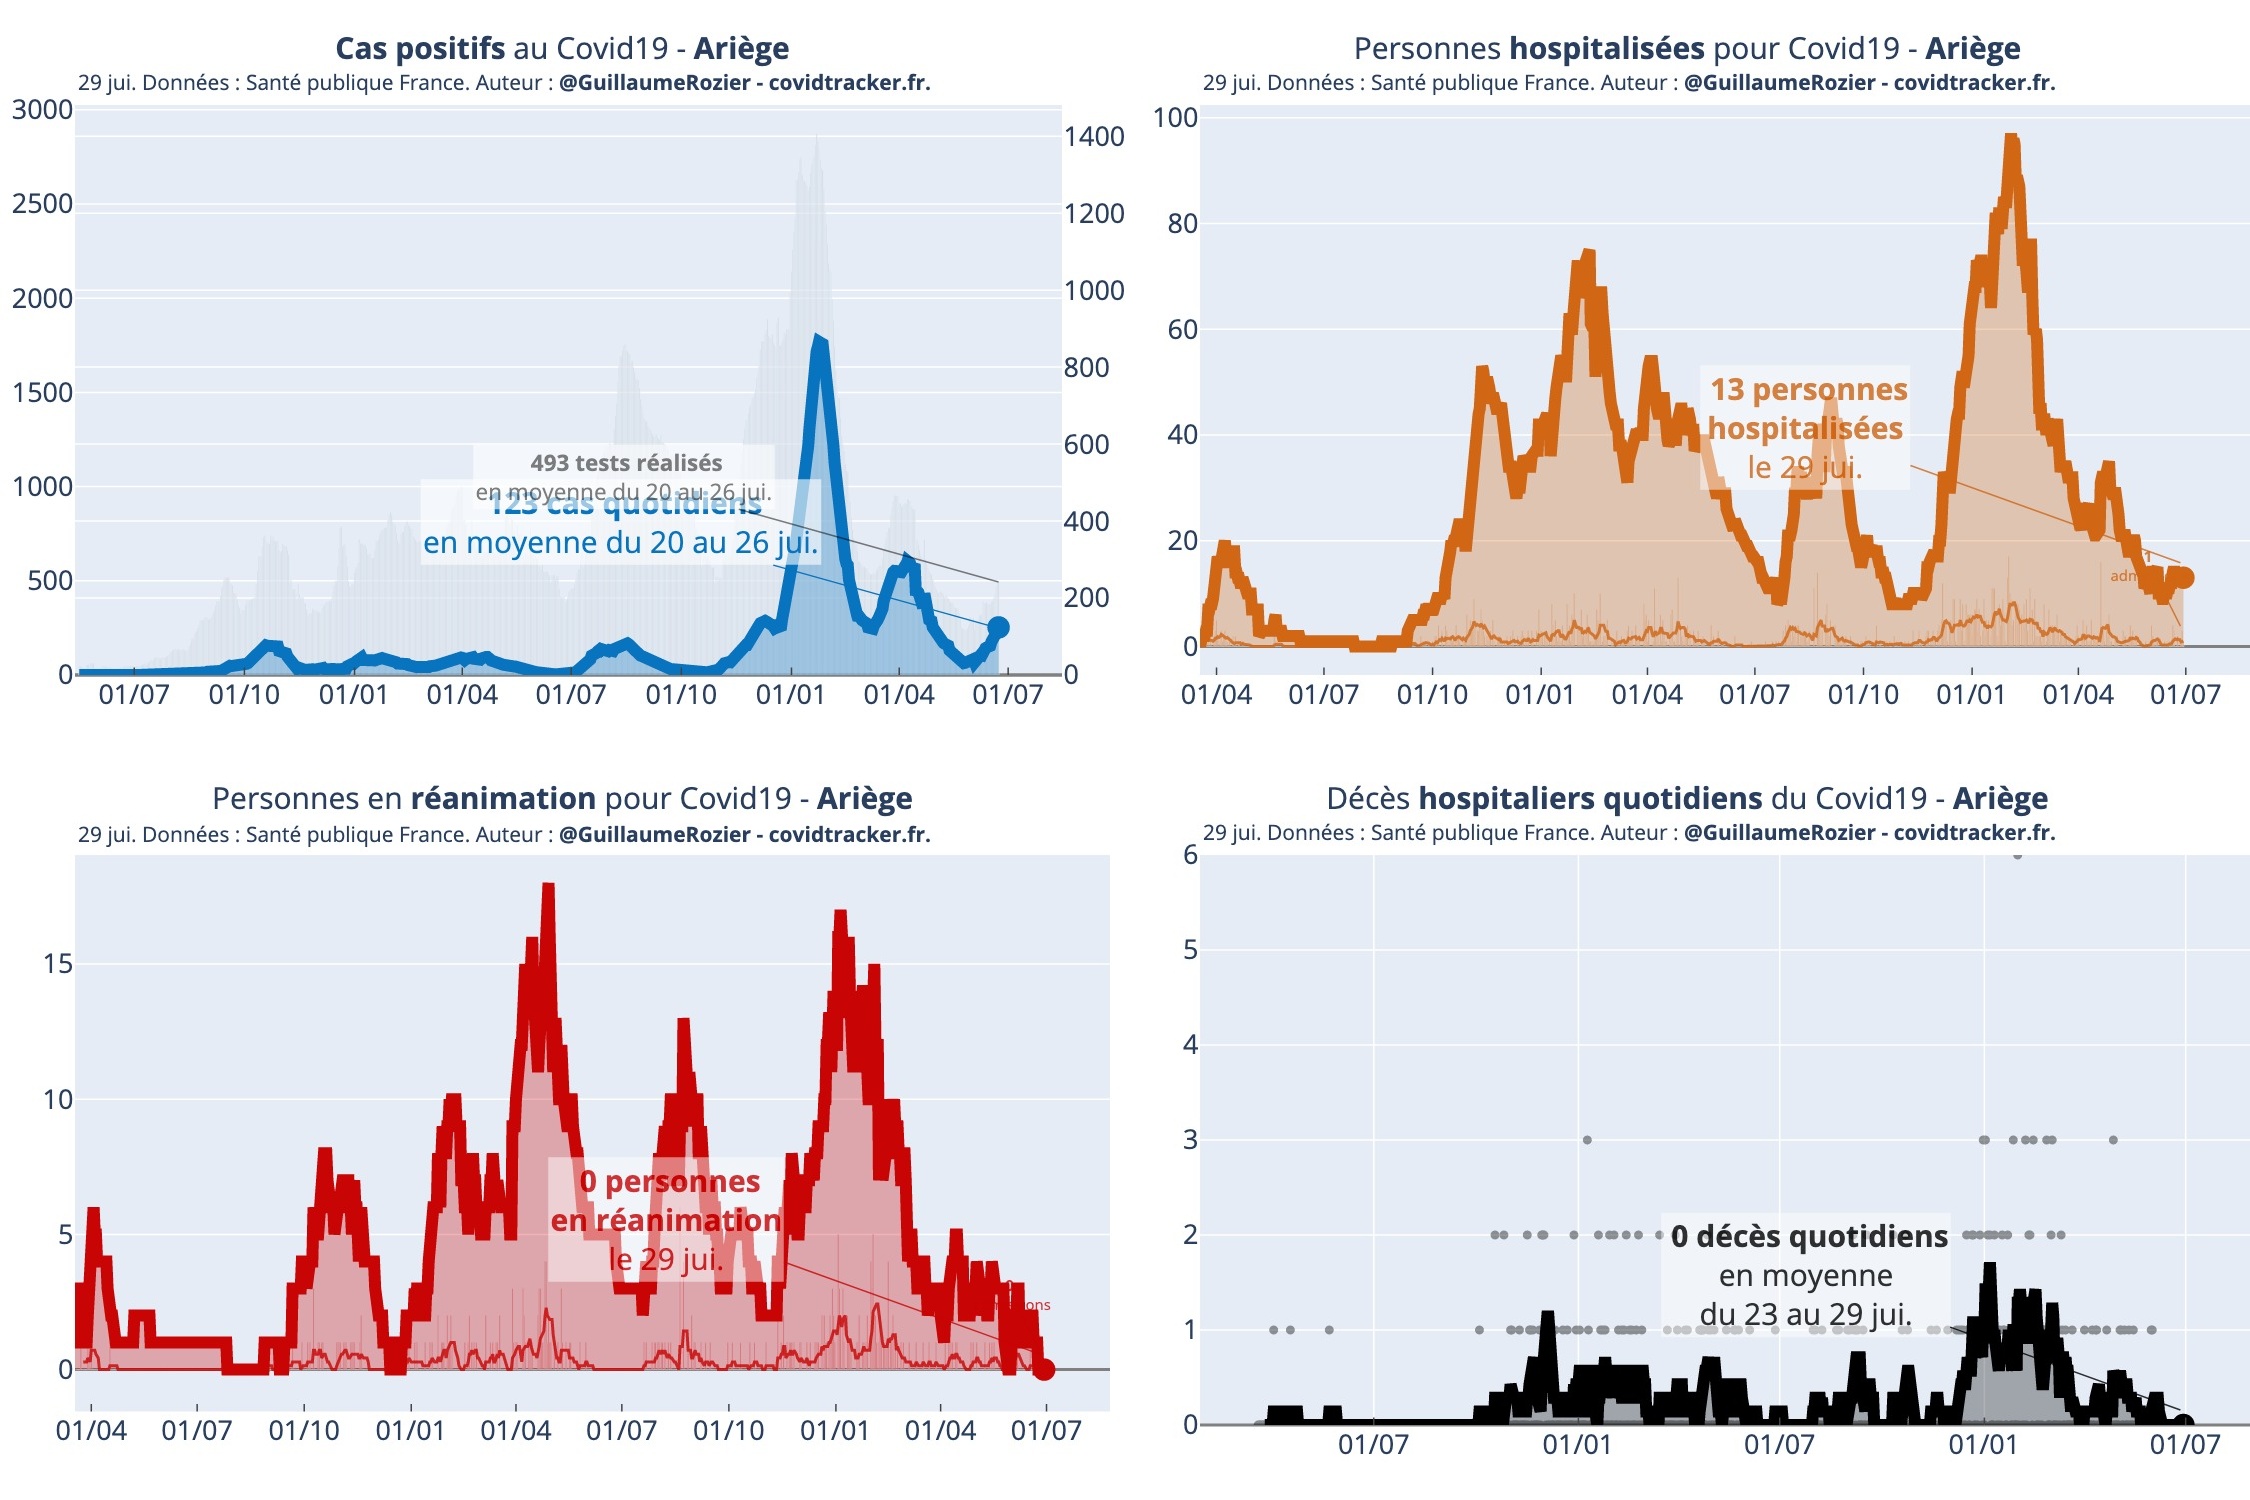 Cas positifs au Covid19 - Ariège
29 jui. Données : Santé publique France. Auteur : @GuillaumeRozier - covidtracker.fr.
3000
2500
2000
1500
1000
500
0
1400
1200
1000
800
600
400
200
0
493 tests réalisés
en moyenne du 20 au 26 jui.
123 cas quotidiens
en moyenne du 20 au 26 jui.
01/07 01/10 01/01 01/04 01/07 01/10 01/01 01/04 01/07
Personnes hospitalisées pour Covid19 - Ariège
29 jui. Données : Santé publique France. Auteur : @GuillaumeRozier - covidtracker.fr.
100
80
60
40
20
0
13 personnes
hospitalisées
le 29 jui.
1
01/04 01/07 01/10 01/01 01/04 01/07 01/10 01/01 01/04 01/07
Personnes en réanimation pour Covid19 - Ariège
29 jui. Données : Santé publique France. Auteur : @GuillaumeRozier - covidtracker.fr.
15
10
5
0
0 personnes
en réanimation
le 29 jui.
01/04 01/07 01/10 01/01 01/04 01/07 01/10 01/01 01/04 01/07
Décès hospitaliers quotidiens du Covid19 - Ariège
29 jui. Données : Santé publique France. Auteur : @GuillaumeRozier - covidtracker.fr.
6
5
4
3
2
1
0
0 décès quotidiens
en moyenne
du 23 au 29 jui.
01/07 01/01 01/07 01/01 01/07